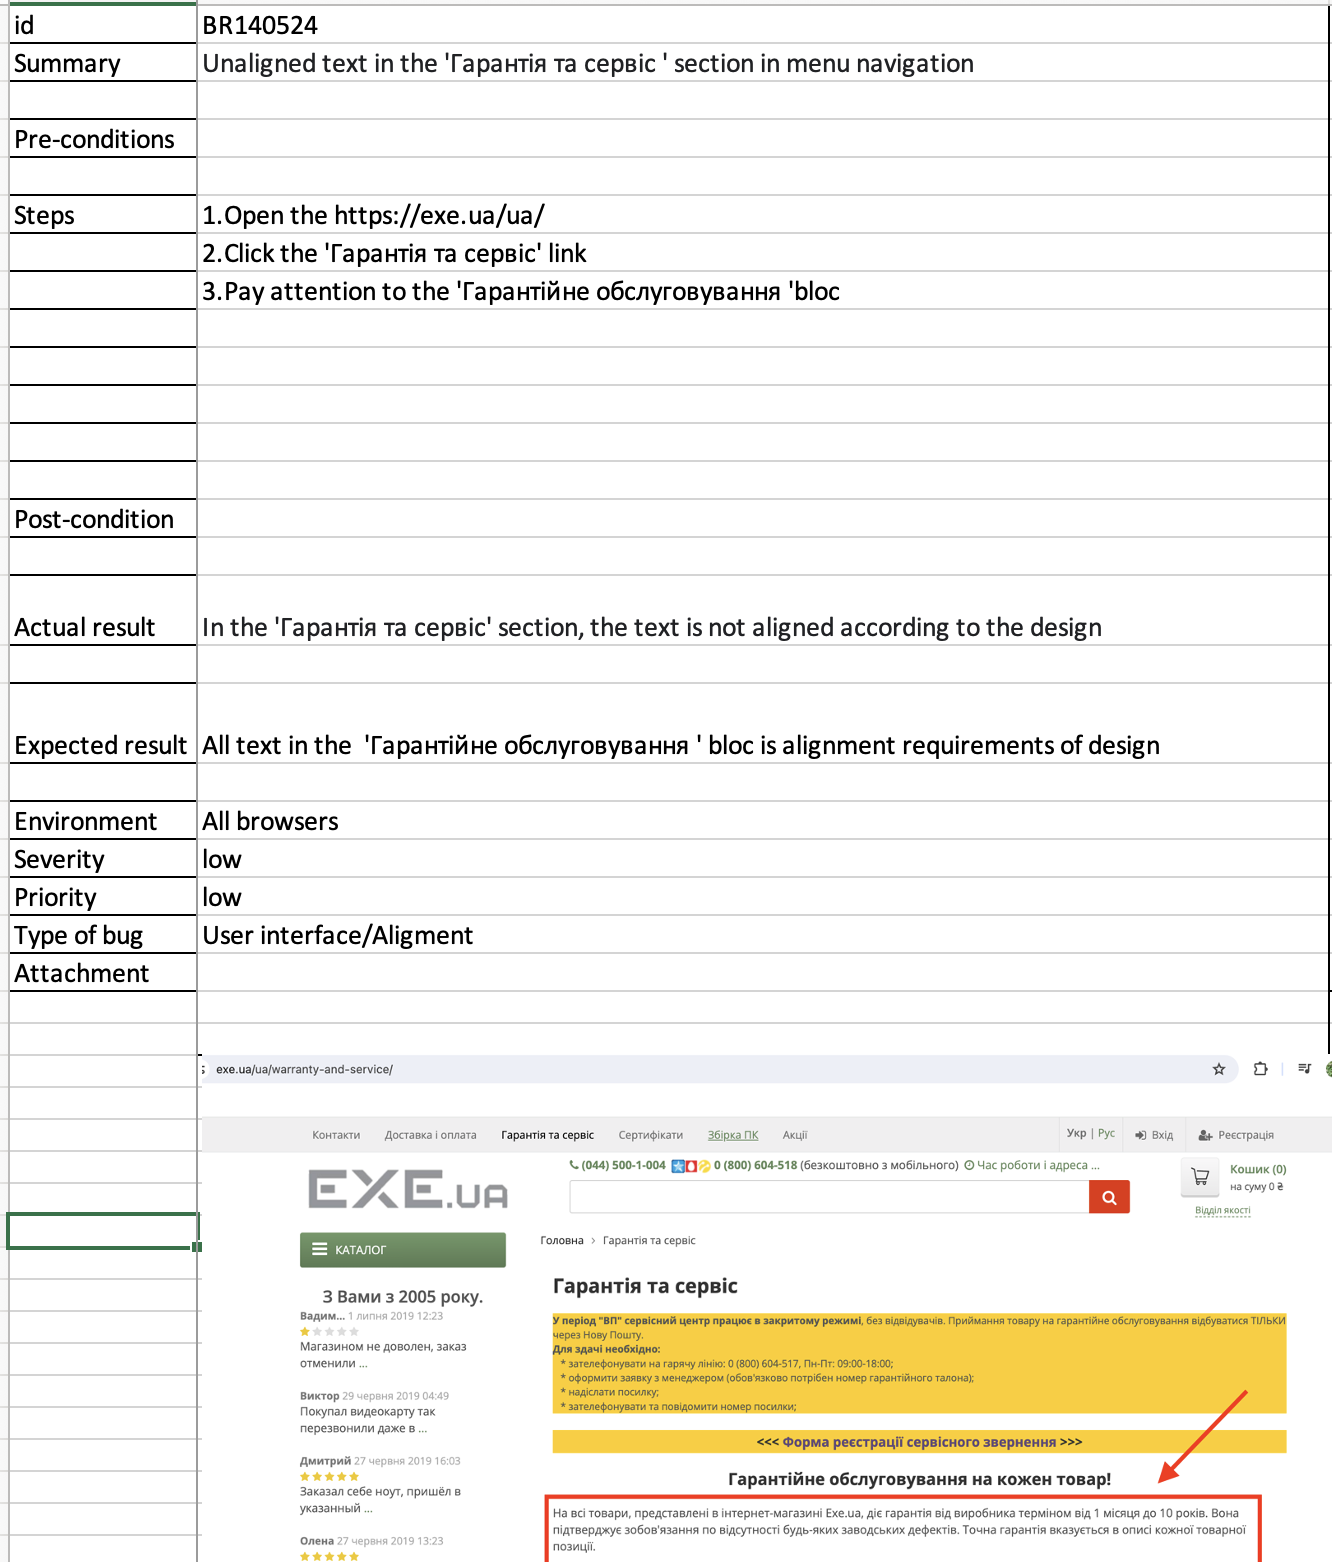 id BR140524
Summary Unaligned text in the 'Гарантія та сервіс ' section in menu navigation
Pre-conditions
Steps 1.Open the https://exe.ua/ua/
2.Click the 'Гарантія та сервіс' link
3.Pay attention to the 'Гарантійне обслуговування 'bloc
Post-condition
Actual result In the 'Гарантія та сервіс' section, the text is not aligned according to the design
Expected result All text in the  'Гарантійне обслуговування ' bloc is alignment requirements of design
Environment All browsers
Severity low
Priority low
Type of bug User interface/Aligment
Attachment
exe.ua/ua/warranty-and-service/
Контакти Доставка і оплата Гарантія та сервіс Сертифікати Збірка ПК Акції Укр | Рус Вхід Реєстрація
EXE.UA
(044) 500-1-004 0 (800) 604-518 (безкоштовно з мобільного) Час роботи і адреса ...
Кошик (0)
на суму 0 ₴
Відділ якості
КАТАЛОГ
Головна › Гарантія та сервіс
З Вами з 2005 року.
Вадим... 1 липня 2019 12:23
Магазином не доволен, заказ
отменили ...
Виктор 29 червня 2019 04:49
Покупал видеокарту так
перезвонили даже в ...
Дмитрий 27 червня 2019 16:03
Заказал себе ноут, пришёл в
указанный ...
Олена 27 червня 2019 13:23
Гарантія та сервіс
У період "ВП" сервісний центр працює в закритому режимі, без відвідувачів. Приймання товару на гарантійне обслуговування відбуватися ТІЛЬКИ
через Нову Пошту.
Для здачі необхідно:
* зателефонувати на гарячу лінію: 0 (800) 604-517, Пн-Пт: 09:00-18:00;
* оформити заявку з менеджером (обов'язково потрібен номер гарантійного талона);
* надіслати посилку;
* зателефонувати та повідомити номер посилки;
<<< Форма реєстрації сервісного звернення >>>
Гарантійне обслуговування на кожен товар!
На всі товари, представлені в інтернет-магазині Exe.ua, діє гарантія від виробника терміном від 1 місяця до 10 років. Вона
підтверджує зобов'язання по відсутності будь-яких заводських дефектів. Точна гарантія вказується в описі кожної товарної
позиції.